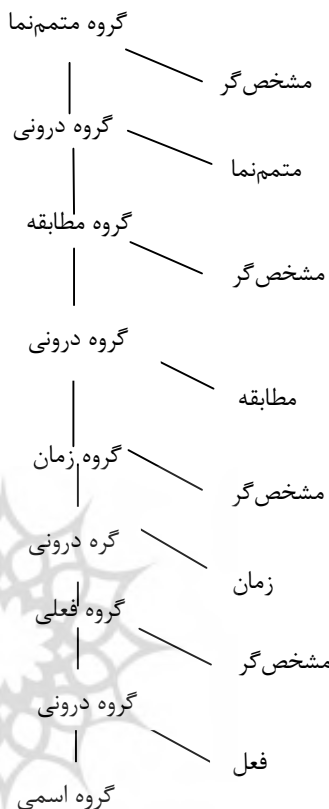 گروه متمم‌نما
مشخص‌گر
گروه درونی
متمم‌نما
گروه مطابقه
مشخص‌گر
گروه درونی
مطابقه
گروه زمان
مشخص‌گر
گره درونی
زمان
گروه فعلی
مشخص‌گر
گروه درونی
فعل
گروه اسمی